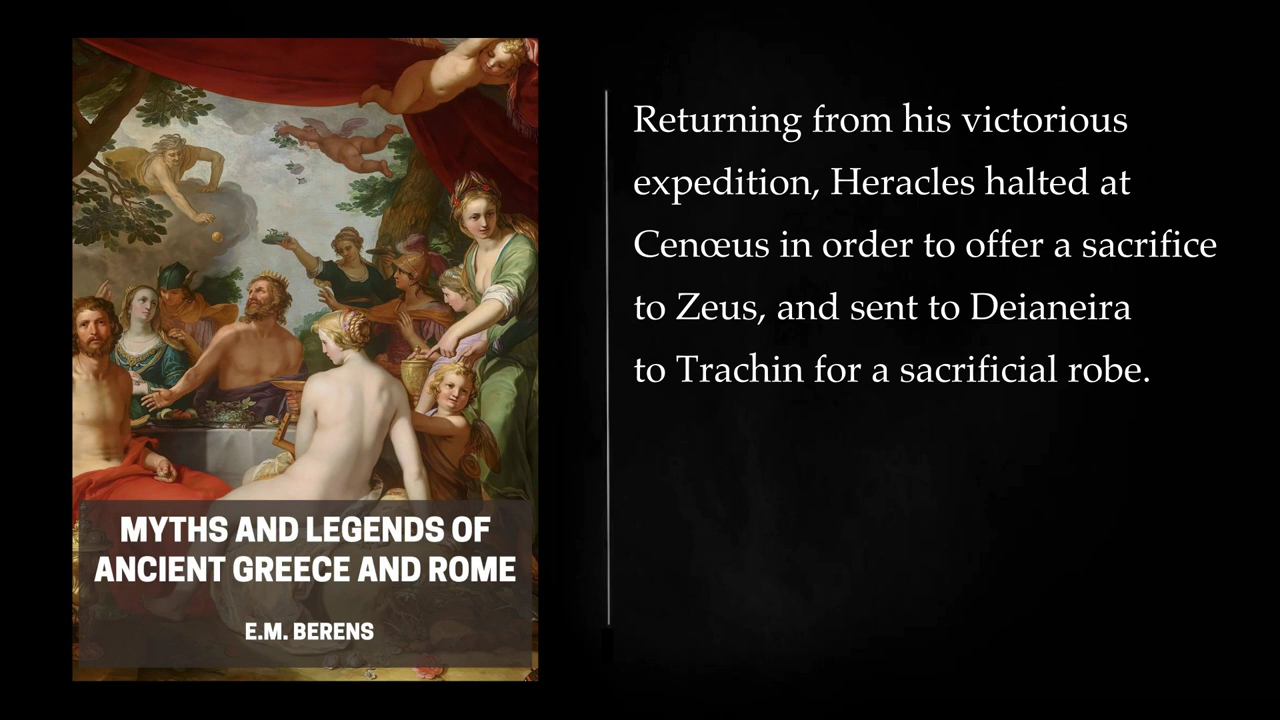 MYTHS AND LEGENDS OF
ANCIENT GREECE AND ROME
E.M. BERENS
Returning from his victorious
expedition, Heracles halted at
Cenœus in order to offer a sacrifice
to Zeus, and sent to Deianeira
to Trachin for a sacrificial robe.